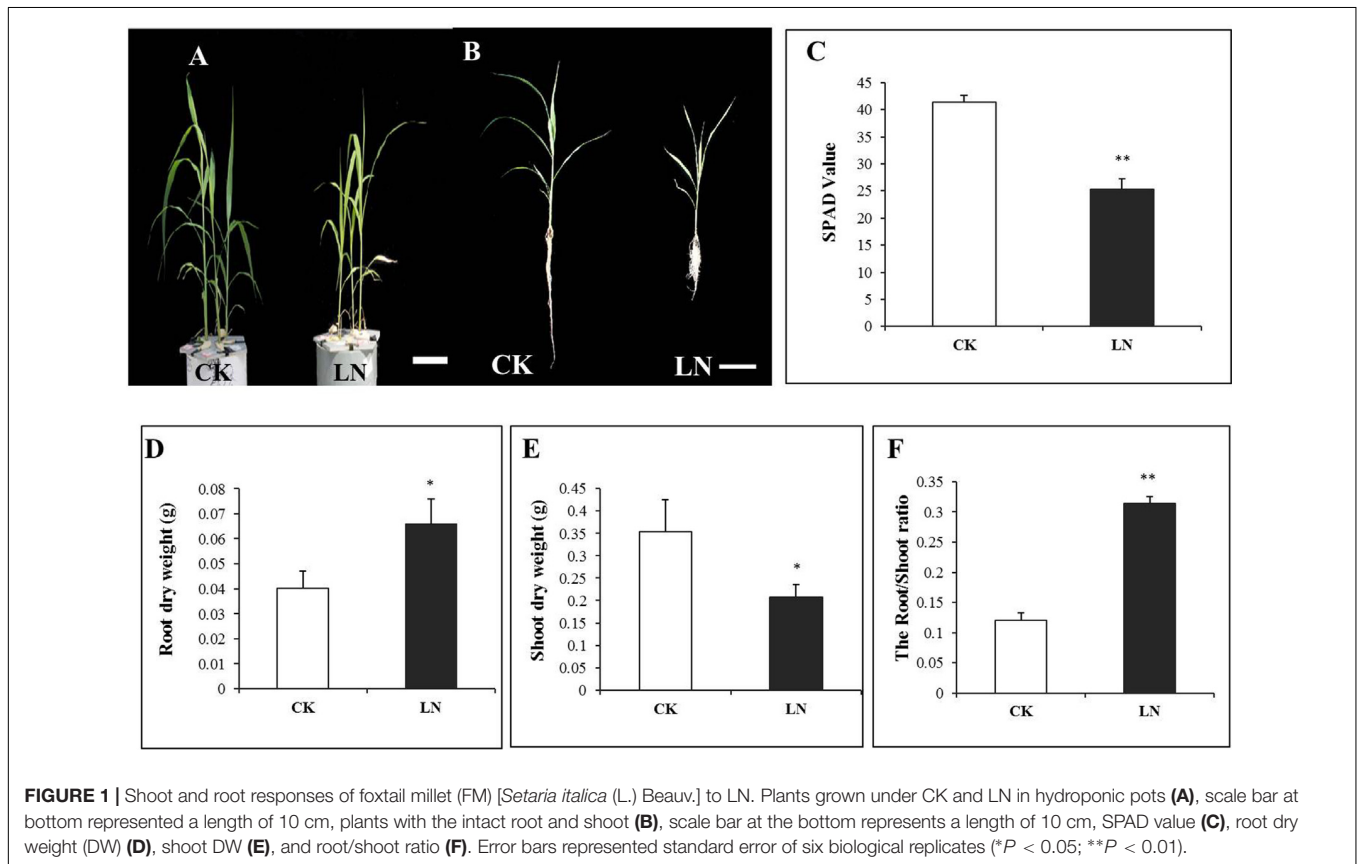 A
B
CK
LN
CK
LN
C
SPAD Value
45
40
35
30
25
20
15
10
5
0
**
CK
LN
D
Root dry weight (g)
0.08
0.07
0.06
0.05
0.04
0.03
0.02
0.01
0
*
CK
LN
E
Shoot dry weight (g)
0.45
0.4
0.35
0.3
0.25
0.2
0.15
0.1
0.05
0
*
CK
LN
F
The Root/Shoot ratio
0.35
0.3
0.25
0.2
0.15
0.1
0.05
0
**
CK
LN
FIGURE 1 | Shoot and root responses of foxtail millet (FM) [Setaria italica (L.) Beauv.] to LN. Plants grown under CK and LN in hydroponic pots (A), scale bar at
bottom represented a length of 10 cm, plants with the intact root and shoot (B), scale bar at the bottom represents a length of 10 cm, SPAD value (C), root dry
weight (DW) (D), shoot DW (E), and root/shoot ratio (F). Error bars represented standard error of six biological replicates (*P < 0.05; **P < 0.01).